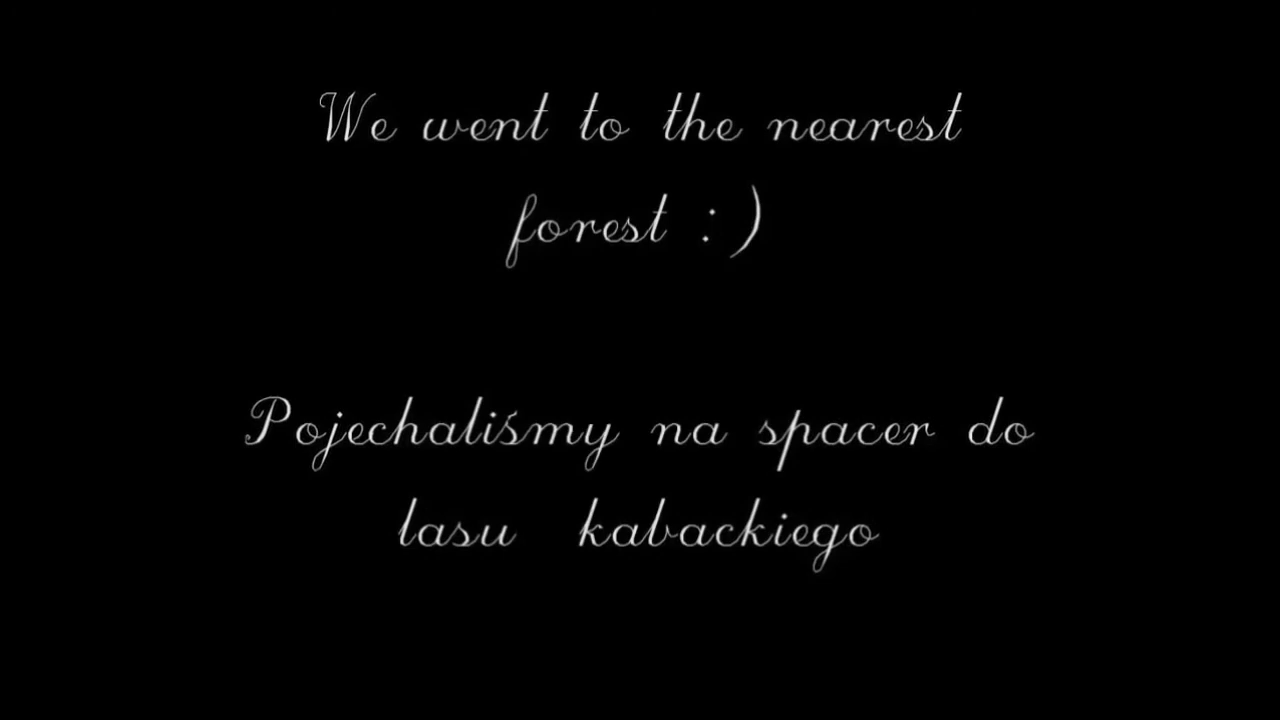 We went to the nearest
forest :)
Pojechaliśmy na spacer do
lasu kabackiego